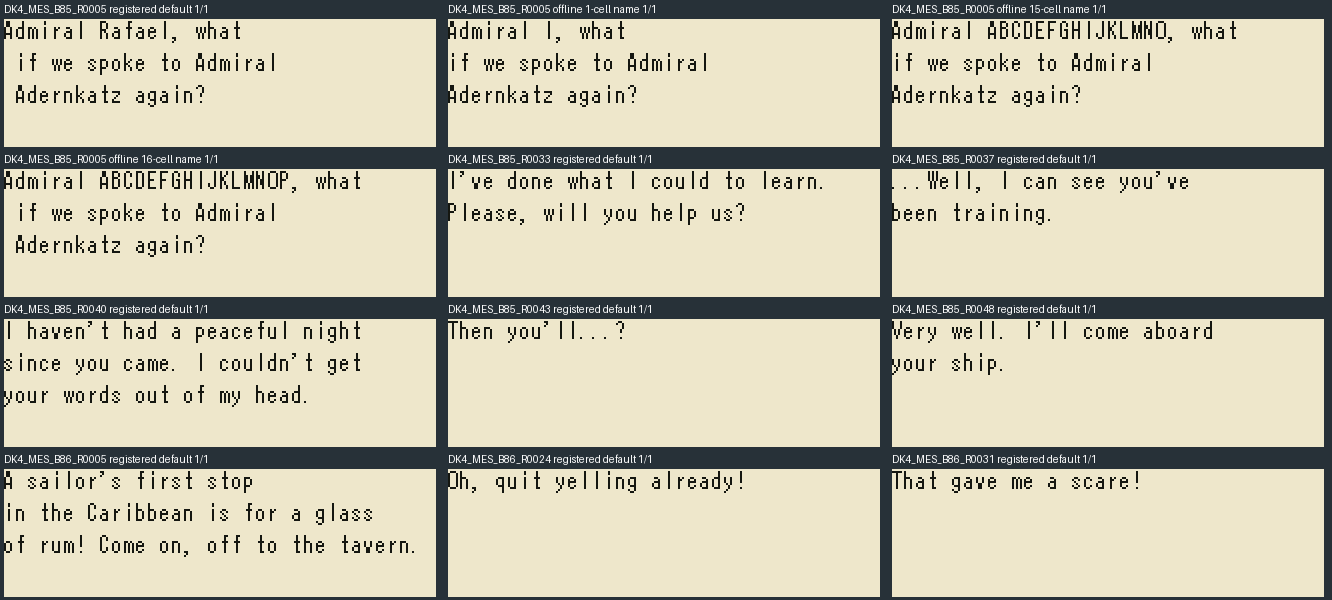 DK4_MES_B85_R0005 registered default 1/1
Admiral Rafael, what
if we spoke to Admiral
Adernkatz again?
DK4_MES_B85_R0005 offline 1-cell name 1/1
Admiral I, what
if we spoke to Admiral
Adernkatz again?
DK4_MES_B85_R0005 offline 15-cell name 1/1
Admiral ABCDEFGHIJKLMNO, what
if we spoke to Admiral
Adernkatz again?
DK4_MES_B85_R0005 offline 16-cell name 1/1
Admiral ABCDEFGHIJKLMNOP, what
if we spoke to Admiral
Adernkatz again?
DK4_MES_B85_R0033 registered default 1/1
I've done what I could to learn.
Please, will you help us?
DK4_MES_B85_R0037 registered default 1/1
...Well, I can see you've
been training.
DK4_MES_B85_R0040 registered default 1/1
I haven't had a peaceful night
since you came. I couldn't get
your words out of my head.
DK4_MES_B85_R0043 registered default 1/1
Then you'll...?
DK4_MES_B85_R0048 registered default 1/1
Very well. I'll come aboard
your ship.
DK4_MES_B86_R0005 registered default 1/1
A sailor's first stop
in the Caribbean is for a glass
of rum! Come on, off to the tavern.
DK4_MES_B86_R0024 registered default 1/1
Oh, quit yelling already!
DK4_MES_B86_R0031 registered default 1/1
That gave me a scare!